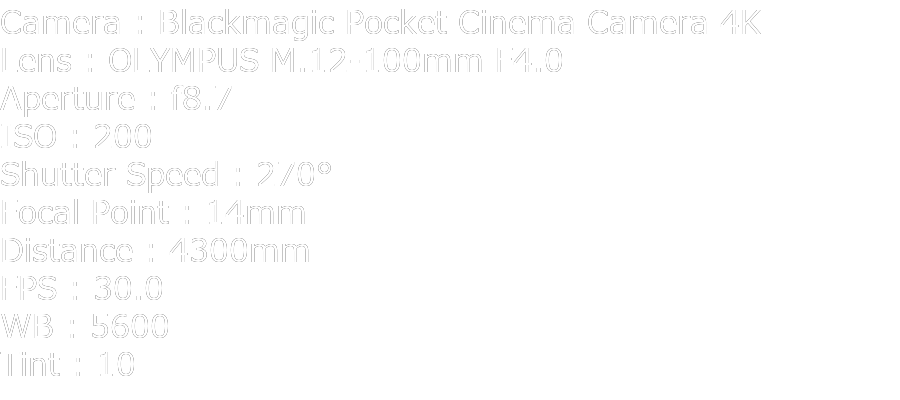 Camera : Blackmagic Pocket Cinema Camera 4K
Lens : OLYMPUS M.12-100mm F4.0
Aperture : f8.7
ISO : 200
Shutter Speed : 270°
Focal Point : 14mm
Distance : 4300mm
FPS : 30.0
WB : 5600
Tint : 10